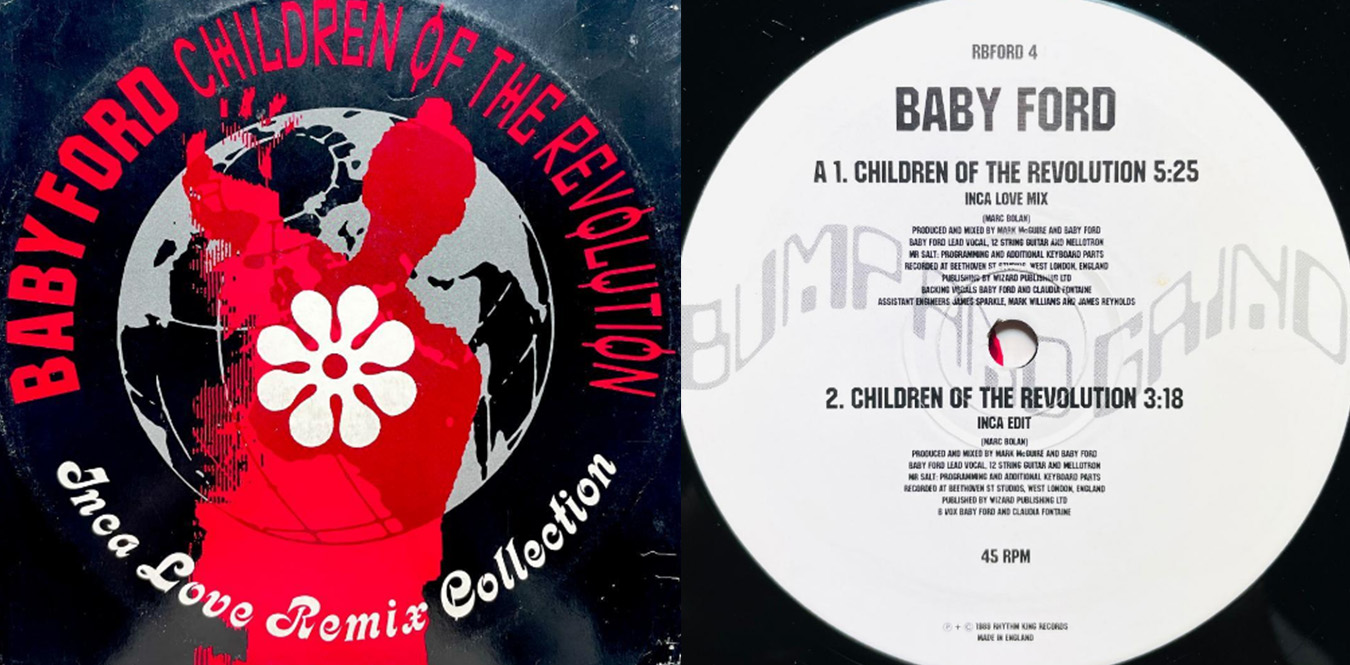 BABY FORD CHILDREN OF THE REVOLUTION
Inca Love Remix Collection
RBFORD 4
BABY FORD
A 1. CHILDREN OF THE REVOLUTION 5:25
INCA LOVE MIX
(MARC BOLAN)
PRODUCED AND MIXED BY MARK McGUIRE AND BABY FORD
BABY FORD LEAD VOCAL, 12 STRING GUITAR AND MELLOTRON
MR SALT: PROGRAMMING AND ADDITIONAL KEYBOARD PARTS
RECORDED AT BEETHOVEN ST STUDIOS, WEST LONDON, ENGLAND
PUBLISHING BY WIZARD PUBLISHING LTD
BACKING VOCALS BABY FORD AND CLAUDIA FONTAINE
ASSISTANT ENGINEERS JAMES SPARKLE, MARK WILLIAMS AND JAMES REYNOLDS
BUMP AND GRIND
2. CHILDREN OF THE REVOLUTION 3:18
INCA EDIT
(MARC BOLAN)
PRODUCED AND MIXED BY MARK McGUIRE AND BABY FORD
BABY FORD LEAD VOCAL, 12 STRING GUITAR AND MELLOTRON
MR SALT: PROGRAMMING AND ADDITIONAL KEYBOARD PARTS
RECORDED AT BEETHOVEN ST STUDIOS, WEST LONDON, ENGLAND
PUBLISHED BY WIZARD PUBLISHING LTD
B VOX BABY FORD AND CLAUDIA FONTAINE
45 RPM
℗ + © 1989 RHYTHM KING RECORDS
MADE IN ENGLAND